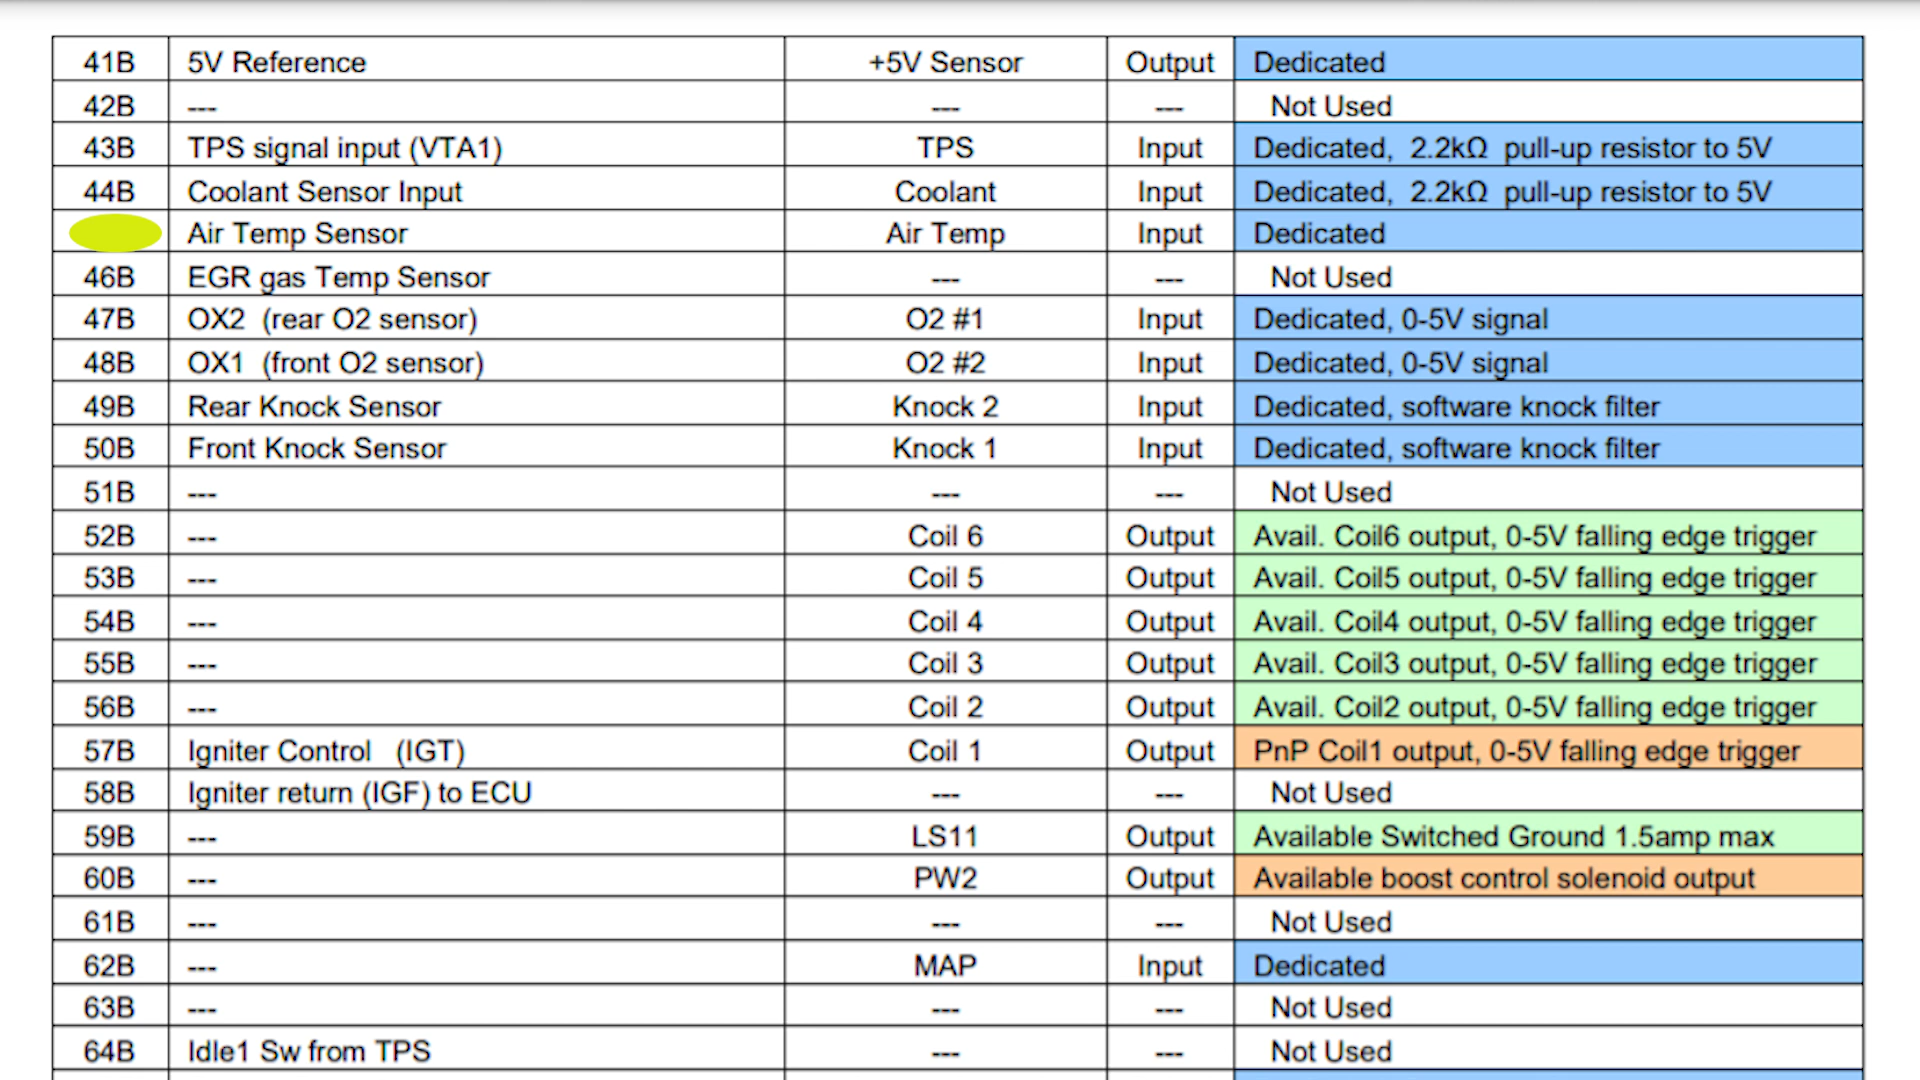 41B 5V Reference +5V Sensor Output Dedicated
42B --- --- --- Not Used
43B TPS signal input (VTA1) TPS Input Dedicated, 2.2kΩ pull-up resistor to 5V
44B Coolant Sensor Input Coolant Input Dedicated, 2.2kΩ pull-up resistor to 5V
Air Temp Sensor Air Temp Input Dedicated
46B EGR gas Temp Sensor --- --- Not Used
47B OX2 (rear O2 sensor) O2 #1 Input Dedicated, 0-5V signal
48B OX1 (front O2 sensor) O2 #2 Input Dedicated, 0-5V signal
49B Rear Knock Sensor Knock 2 Input Dedicated, software knock filter
50B Front Knock Sensor Knock 1 Input Dedicated, software knock filter
51B --- --- --- Not Used
52B --- Coil 6 Output Avail. Coil6 output, 0-5V falling edge trigger
53B --- Coil 5 Output Avail. Coil5 output, 0-5V falling edge trigger
54B --- Coil 4 Output Avail. Coil4 output, 0-5V falling edge trigger
55B --- Coil 3 Output Avail. Coil3 output, 0-5V falling edge trigger
56B --- Coil 2 Output Avail. Coil2 output, 0-5V falling edge trigger
57B Igniter Control (IGT) Coil 1 Output PnP Coil1 output, 0-5V falling edge trigger
58B Igniter return (IGF) to ECU --- --- Not Used
59B --- LS11 Output Available Switched Ground 1.5amp max
60B --- PW2 Output Available boost control solenoid output
61B --- --- --- Not Used
62B --- MAP Input Dedicated
63B --- --- --- Not Used
64B Idle1 Sw from TPS --- --- Not Used